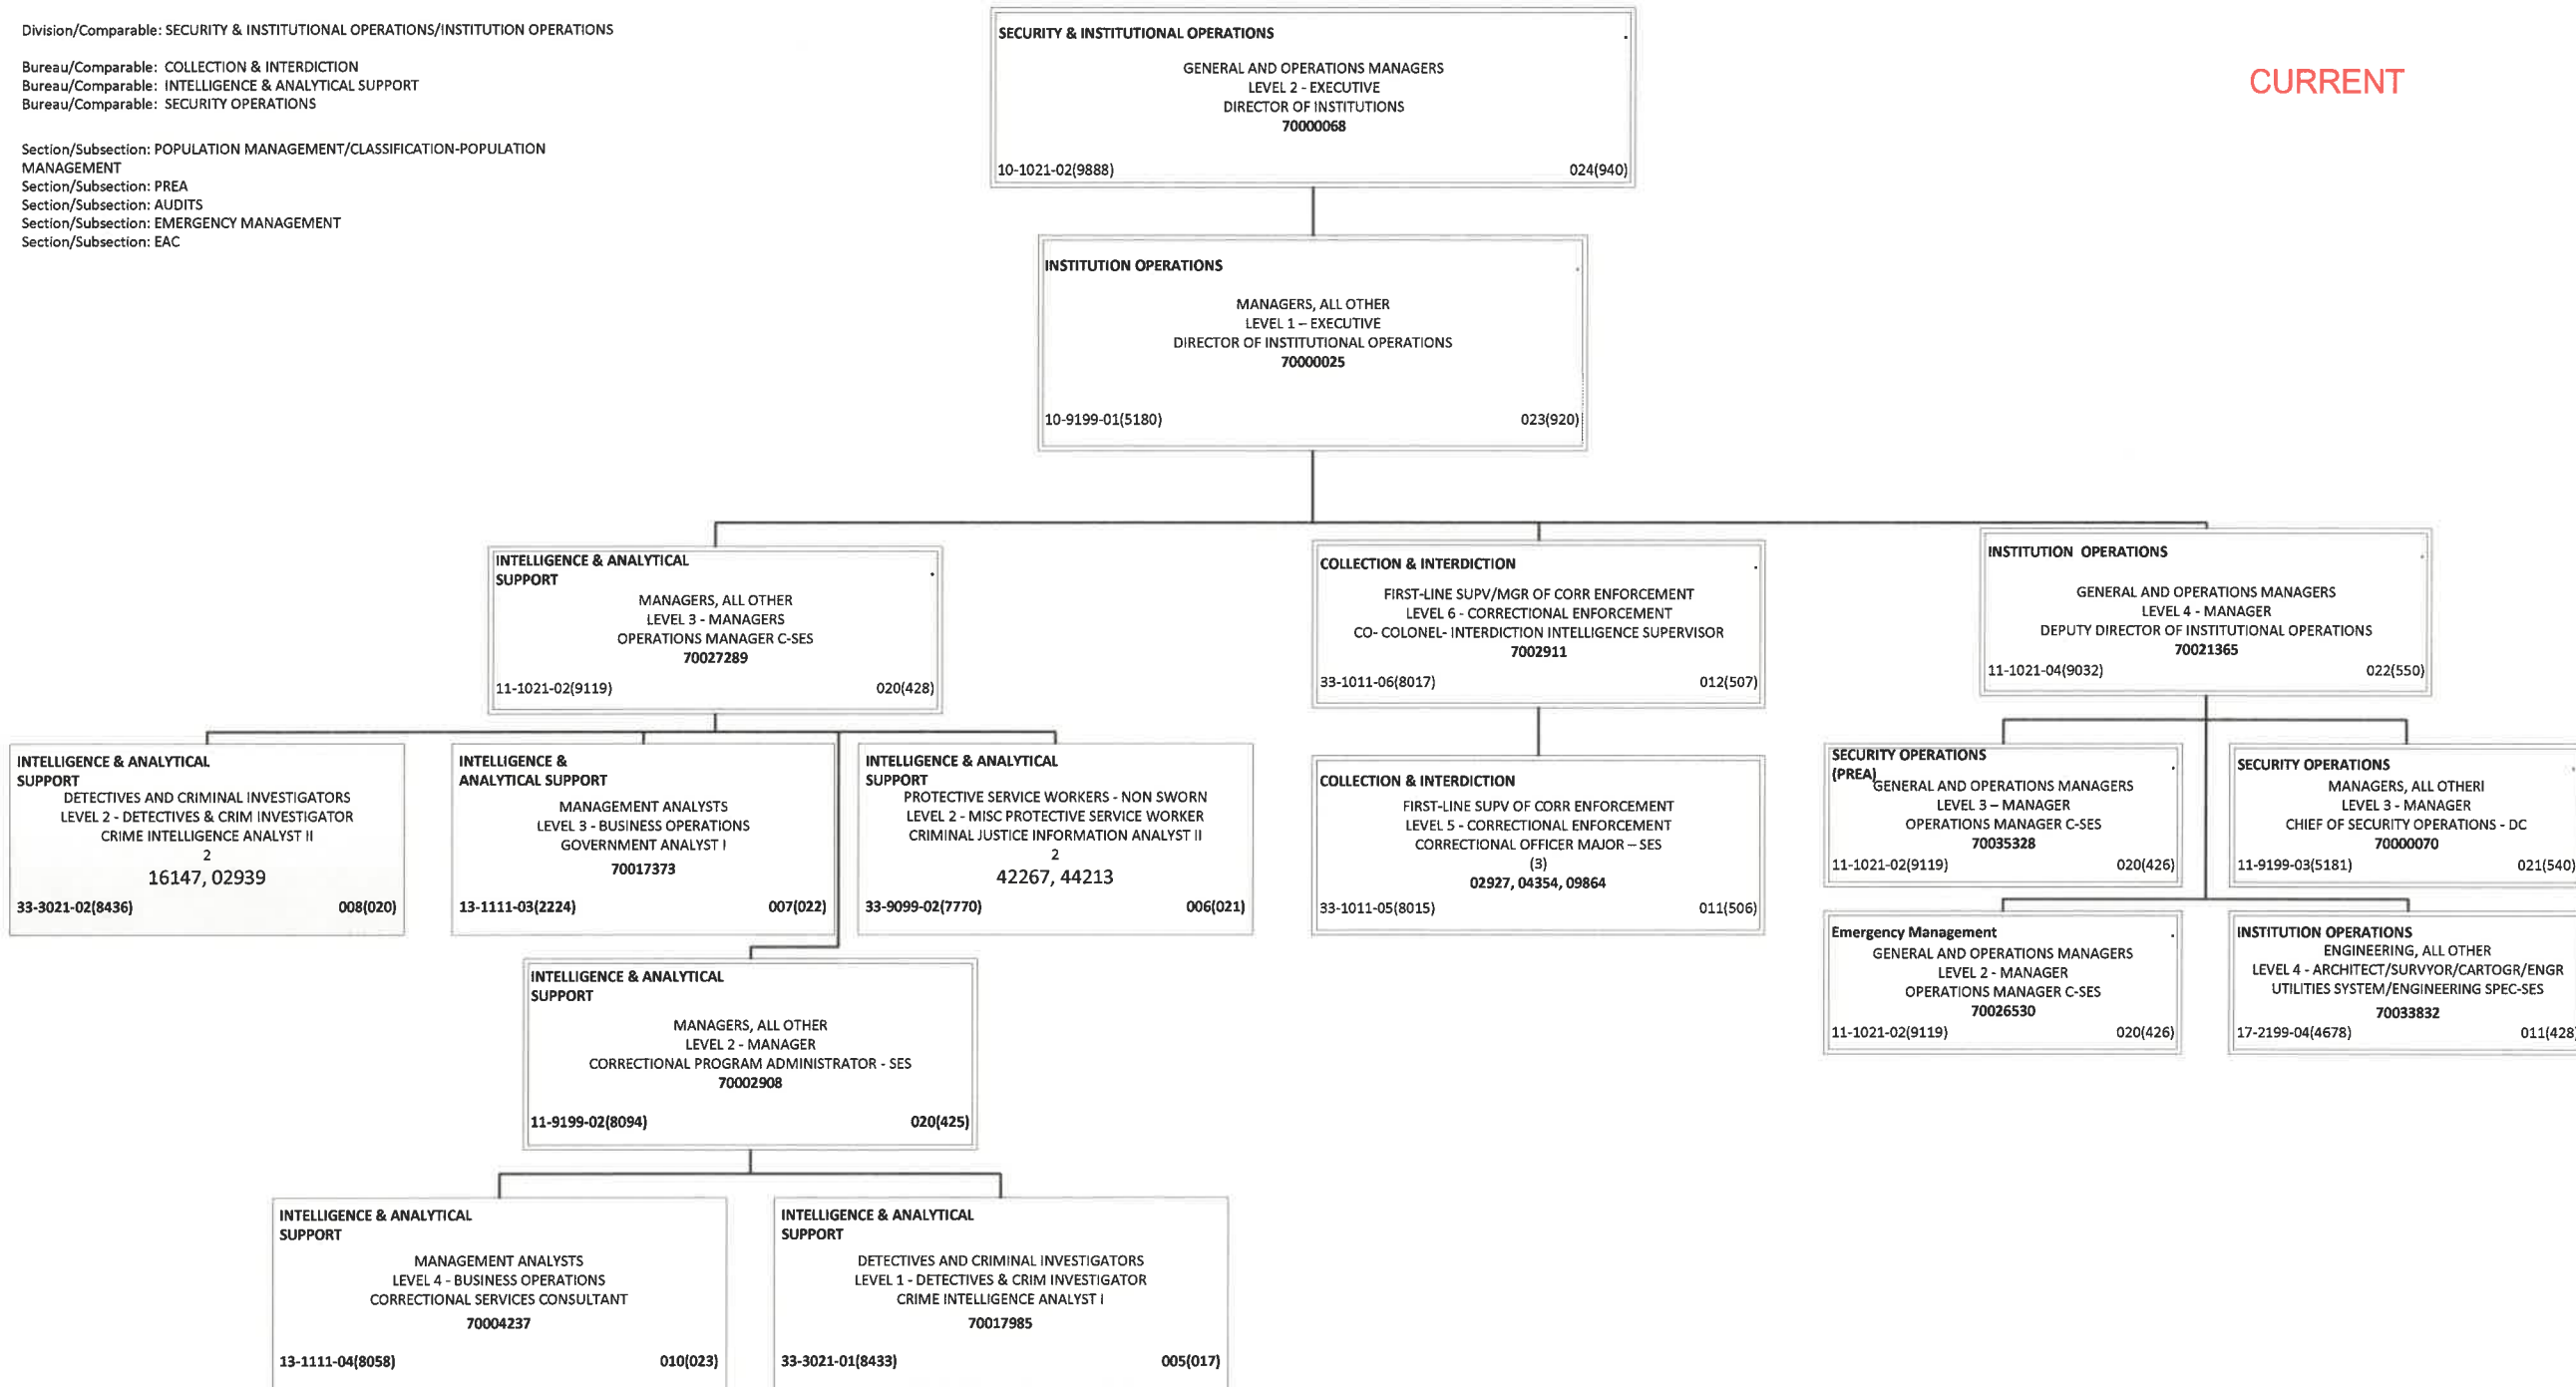 Division/Comparable: SECURITY & INSTITUTIONAL OPERATIONS/INSTITUTION OPERATIONS
Bureau/Comparable: COLLECTION & INTERDICTION
Bureau/Comparable: INTELLIGENCE & ANALYTICAL SUPPORT
Bureau/Comparable: SECURITY OPERATIONS
Section/Subsection: POPULATION MANAGEMENT/CLASSIFICATION-POPULATION
MANAGEMENT
Section/Subsection: PREA
Section/Subsection: AUDITS
Section/Subsection: EMERGENCY MANAGEMENT
Section/Subsection: EAC
CURRENT
SECURITY & INSTITUTIONAL OPERATIONS
GENERAL AND OPERATIONS MANAGERS
LEVEL 2 - EXECUTIVE
DIRECTOR OF INSTITUTIONS
70000068
10-1021-02(9888) 024(940)
INSTITUTION OPERATIONS
MANAGERS, ALL OTHER
LEVEL 1 – EXECUTIVE
DIRECTOR OF INSTITUTIONAL OPERATIONS
70000025
10-9199-01(5180) 023(920)
INTELLIGENCE & ANALYTICAL
SUPPORT
MANAGERS, ALL OTHER
LEVEL 3 - MANAGERS
OPERATIONS MANAGER C-SES
70027289
11-1021-02(9119) 020(428)
COLLECTION & INTERDICTION
FIRST-LINE SUPV/MGR OF CORR ENFORCEMENT
LEVEL 6 - CORRECTIONAL ENFORCEMENT
CO- COLONEL- INTERDICTION INTELLIGENCE SUPERVISOR
7002911
33-1011-06(8017) 012(507)
INSTITUTION OPERATIONS
GENERAL AND OPERATIONS MANAGERS
LEVEL 4 - MANAGER
DEPUTY DIRECTOR OF INSTITUTIONAL OPERATIONS
70021365
11-1021-04(9032) 022(550)
INTELLIGENCE & ANALYTICAL
SUPPORT
DETECTIVES AND CRIMINAL INVESTIGATORS
LEVEL 2 - DETECTIVES & CRIM INVESTIGATOR
CRIME INTELLIGENCE ANALYST II
2
16147, 02939
33-3021-02(8436) 008(020)
INTELLIGENCE &
ANALYTICAL SUPPORT
MANAGEMENT ANALYSTS
LEVEL 3 - BUSINESS OPERATIONS
GOVERNMENT ANALYST I
70017373
13-1111-03(2224) 007(022)
INTELLIGENCE & ANALYTICAL
SUPPORT
PROTECTIVE SERVICE WORKERS - NON SWORN
LEVEL 2 - MISC PROTECTIVE SERVICE WORKER
CRIMINAL JUSTICE INFORMATION ANALYST II
2
42267, 44213
33-9099-02(7770) 006(021)
COLLECTION & INTERDICTION
FIRST-LINE SUPV OF CORR ENFORCEMENT
LEVEL 5 - CORRECTIONAL ENFORCEMENT
CORRECTIONAL OFFICER MAJOR – SES
(3)
02927, 04354, 09864
33-1011-05(8015) 011(506)
SECURITY OPERATIONS
(PREA)
GENERAL AND OPERATIONS MANAGERS
LEVEL 3 – MANAGER
OPERATIONS MANAGER C-SES
70035328
11-1021-02(9119) 020(426)
SECURITY OPERATIONS
MANAGERS, ALL OTHERI
LEVEL 3 - MANAGER
CHIEF OF SECURITY OPERATIONS - DC
70000070
11-9199-03(5181) 021(540)
Emergency Management
GENERAL AND OPERATIONS MANAGERS
LEVEL 2 - MANAGER
OPERATIONS MANAGER C-SES
70026530
11-1021-02(9119) 020(426)
INSTITUTION OPERATIONS
ENGINEERING, ALL OTHER
LEVEL 4 - ARCHITECT/SURVYOR/CARTOGR/ENGR
UTILITIES SYSTEM/ENGINEERING SPEC-SES
70033832
17-2199-04(4678) 011(428)
INTELLIGENCE & ANALYTICAL
SUPPORT
MANAGERS, ALL OTHER
LEVEL 2 - MANAGER
CORRECTIONAL PROGRAM ADMINISTRATOR - SES
70002908
11-9199-02(8094) 020(425)
INTELLIGENCE & ANALYTICAL
SUPPORT
MANAGEMENT ANALYSTS
LEVEL 4 - BUSINESS OPERATIONS
CORRECTIONAL SERVICES CONSULTANT
70004237
13-1111-04(8058) 010(023)
INTELLIGENCE & ANALYTICAL
SUPPORT
DETECTIVES AND CRIMINAL INVESTIGATORS
LEVEL 1 - DETECTIVES & CRIM INVESTIGATOR
CRIME INTELLIGENCE ANALYST I
70017985
33-3021-01(8433) 005(017)